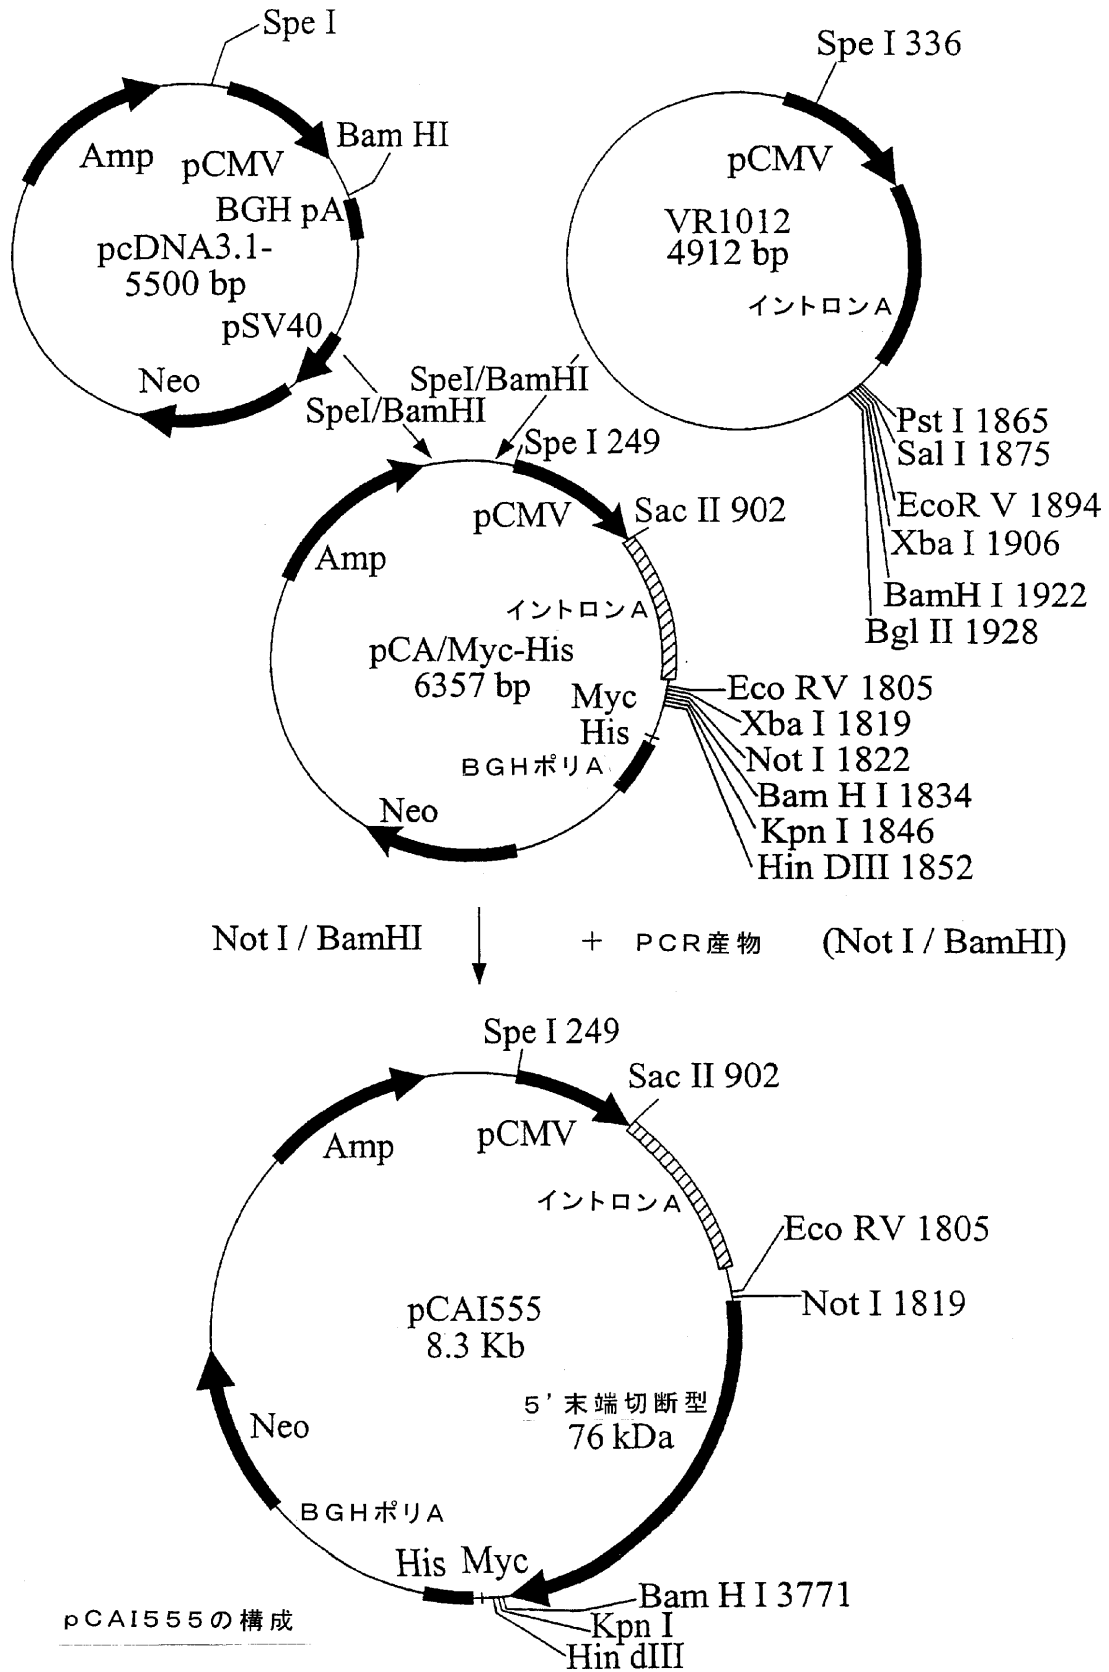 Spe I
Bam HI
Amp
pCMV
BGH pA
pcDNA3.1-
5500 bp
pSV40
Neo
SpeI/BamHI
Spe I 336
pCMV
VR1012
4912 bp
イントロンA
SpeI/BamHI
Pst I 1865
Sal I 1875
EcoR V 1894
Xba I 1906
BamH I 1922
Bgl II 1928
Spe I 249
pCMV
Sac II 902
Amp
イントロンA
pCA/Myc-His
6357 bp
Myc
His
BGHポリA
Neo
Eco RV 1805
Xba I 1819
Not I 1822
Bam H I 1834
Kpn I 1846
Hin DIII 1852
Not I / BamHI
+ PCR産物 (Not I / BamHI)
Spe I 249
Sac II 902
Amp
pCMV
イントロンA
Eco RV 1805
Not I 1819
pCAI555
8.3 Kb
5'末端切断型
76 kDa
Neo
BGHポリA
His Myc
Bam H I 3771
Kpn I
Hin dIII
pCAI555の構成